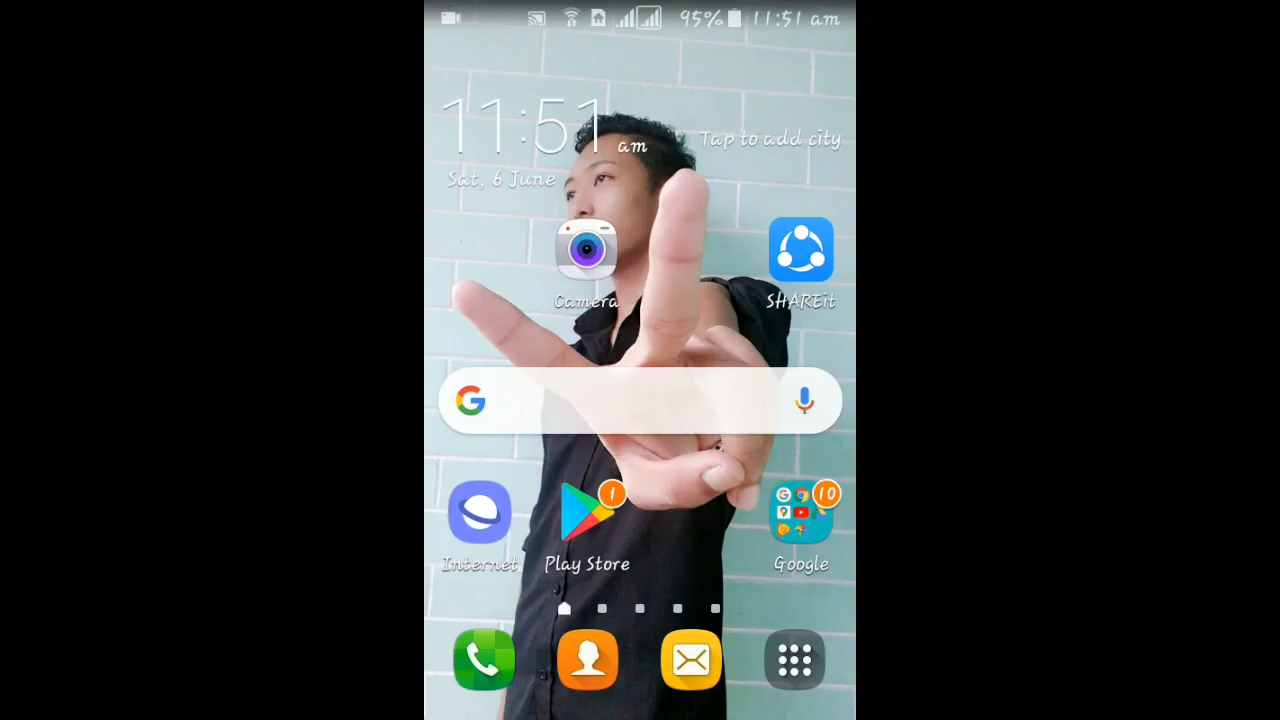 95% 11:51 am
11:51 am
Tap to add city
Sat, 6 June
Camera
SHAREit
G
1
10
Internet
Play Store
Google